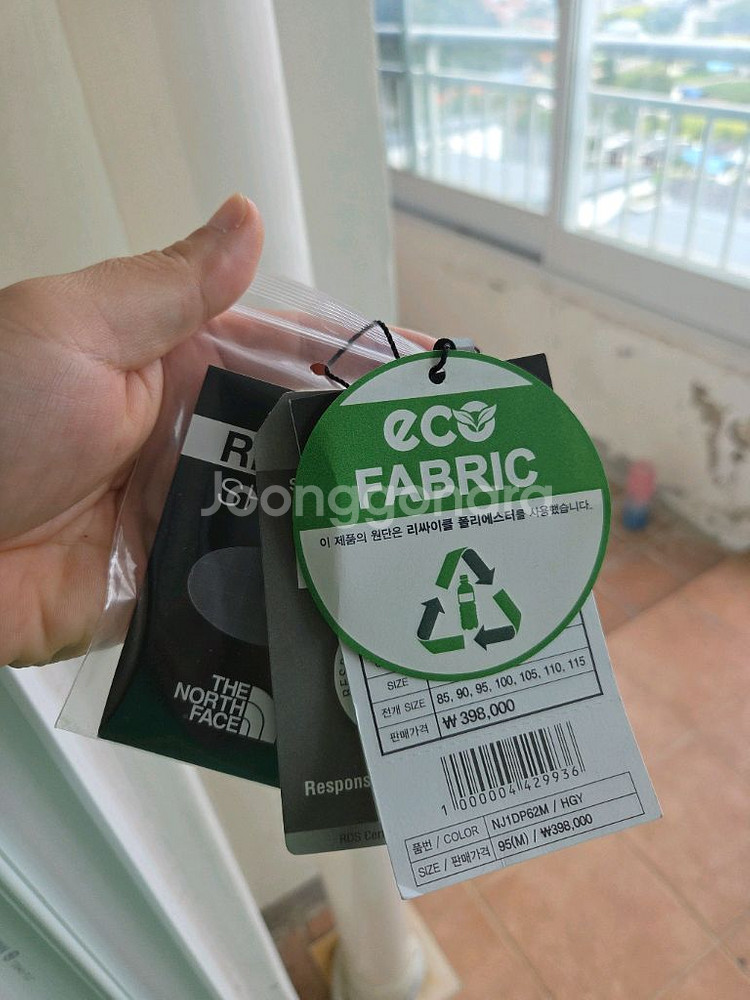 eco
FABRIC
이 제품의 원단은 리싸이클 폴리에스터를 사용했습니다.
Joonggonara
THE
NORTH
FACE
Respons
SIZE
전개 SIZE 85, 90, 95, 100, 105, 110, 115
판매가격 ₩ 398,000
1 000004 429936
품번 / COLOR NJ1DP62M / HGY
SIZE / 판매가격 95(M) / ₩398,000